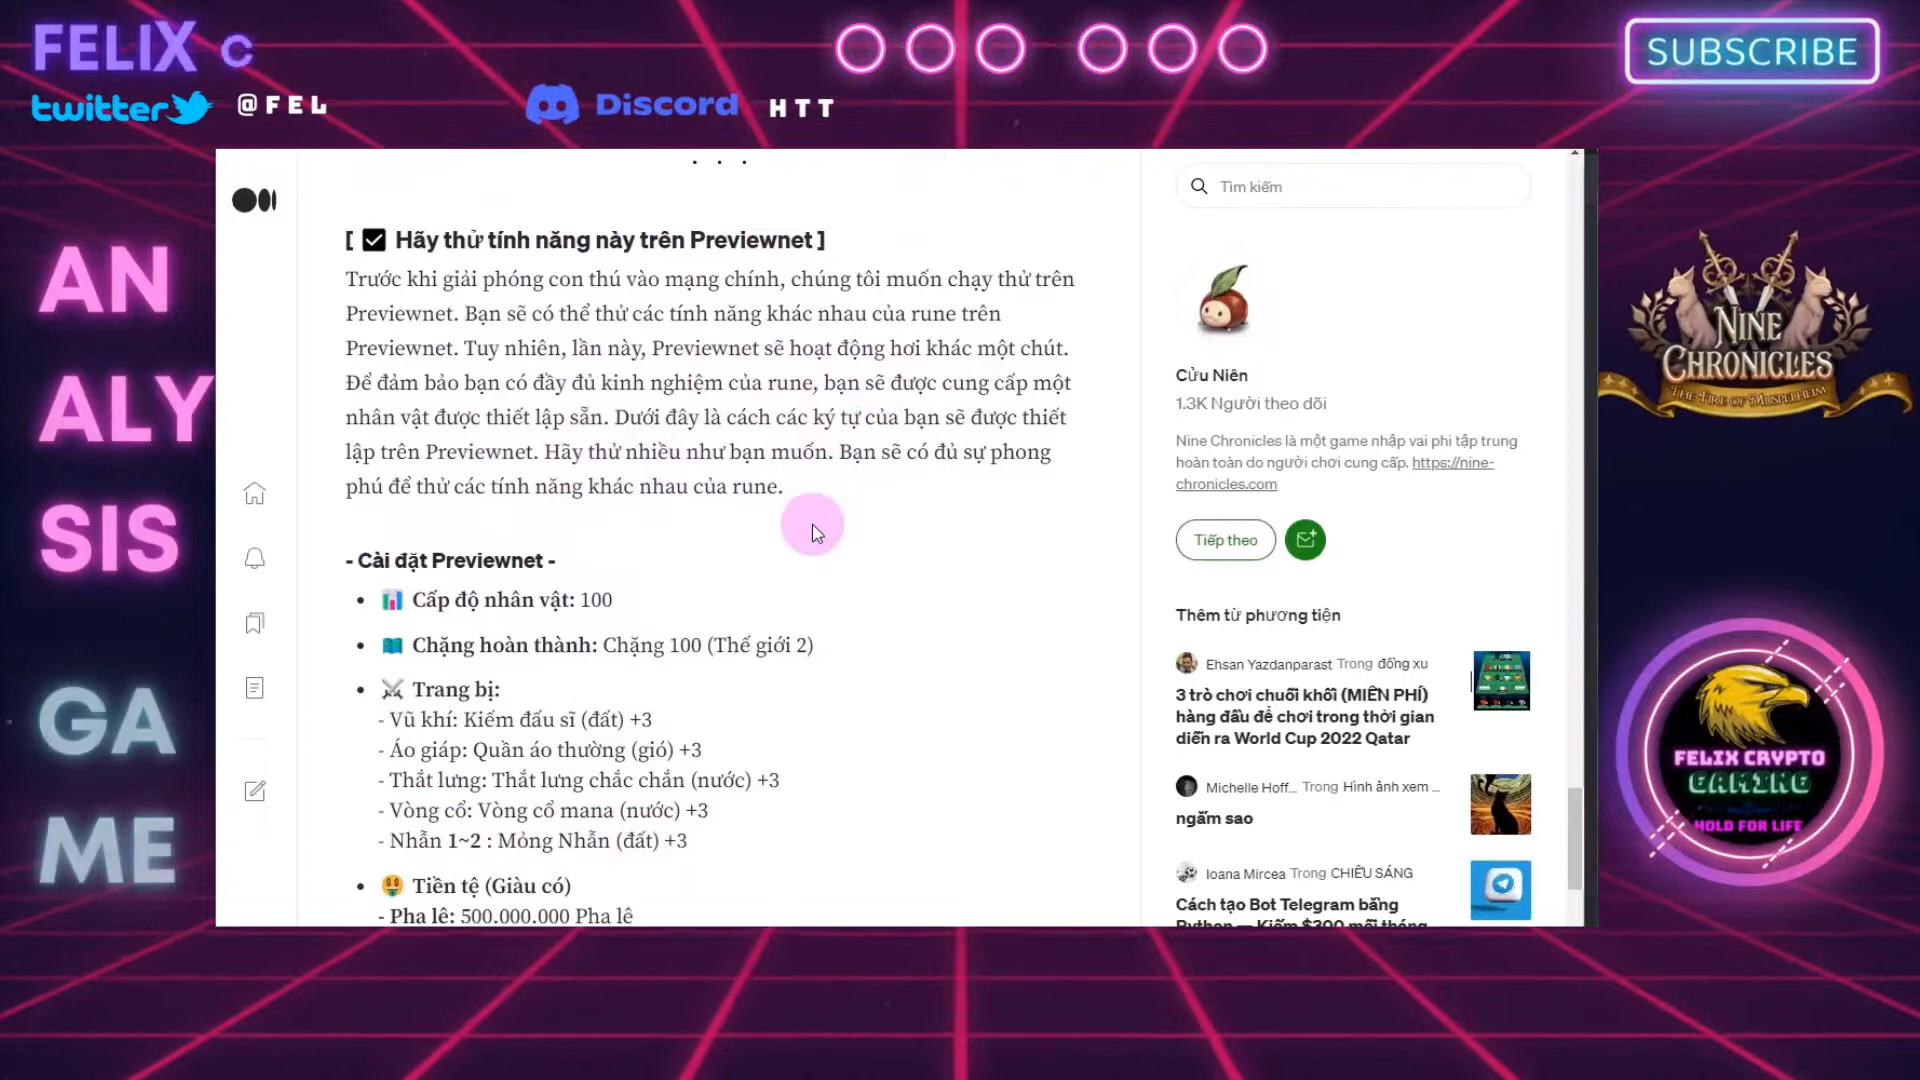 FELIX C
twitter @FEL
Discord HTT
SUBSCRIBE
AN
ALY
SIS
GA
ME
. . .
[ ✅ Hãy thử tính năng này trên Previewnet ]
Trước khi giải phóng con thú vào mạng chính, chúng tôi muốn chạy thử trên
Previewnet. Bạn sẽ có thể thử các tính năng khác nhau của rune trên
Previewnet. Tuy nhiên, lần này, Previewnet sẽ hoạt động hơi khác một chút.
Để đảm bảo bạn có đầy đủ kinh nghiệm của rune, bạn sẽ được cung cấp một
nhân vật được thiết lập sẵn. Dưới đây là cách các ký tự của bạn sẽ được thiết
lập trên Previewnet. Hãy thử nhiều như bạn muốn. Bạn sẽ có đủ sự phong
phú để thử các tính năng khác nhau của rune.
- Cài đặt Previewnet -
• 📊 Cấp độ nhân vật: 100
• 📖 Chặng hoàn thành: Chặng 100 (Thế giới 2)
• ⚔️ Trang bị:
- Vũ khí: Kiếm đấu sĩ (đất) +3
- Áo giáp: Quần áo thường (gió) +3
- Thắt lưng: Thắt lưng chắc chắn (nước) +3
- Vòng cổ: Vòng cổ mana (nước) +3
- Nhẫn 1~2 : Mỏng Nhẫn (đất) +3
• 🤑 Tiền tệ (Giàu có)
- Pha lê: 500.000.000 Pha lê
Tìm kiếm
Cửu Niên
1.3K Người theo dõi
Nine Chronicles là một game nhập vai phi tập trung
hoàn toàn do người chơi cung cấp. https://nine-
chronicles.com
Tiếp theo
Thêm từ phương tiện
Ehsan Yazdanparast Trong đồng xu
3 trò chơi chuỗi khối (MIỄN PHÍ)
hàng đầu để chơi trong thời gian
diễn ra World Cup 2022 Qatar
Michelle Hoff... Trong Hình ảnh xem ...
ngắm sao
Ioana Mircea Trong CHIẾU SÁNG
Cách tạo Bot Telegram bằng
Python — Kiếm $300 mỗi tháng
NINE
CHRONICLES
THE FIRE OF MUSPELHEIM
FELIX CRYPTO
GAMING
HOLD FOR LIFE